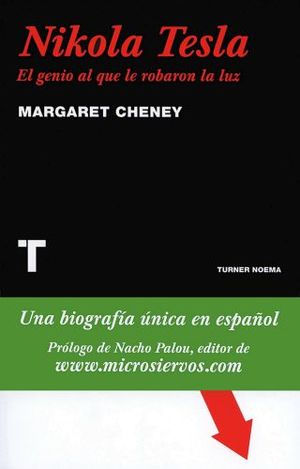 Nikola Tesla
El genio al que le robaron la luz
MARGARET CHENEY
T
TURNER NOEMA
Una biografía única en español
Prólogo de Nacho Palou, editor de
www.microsiervos.com